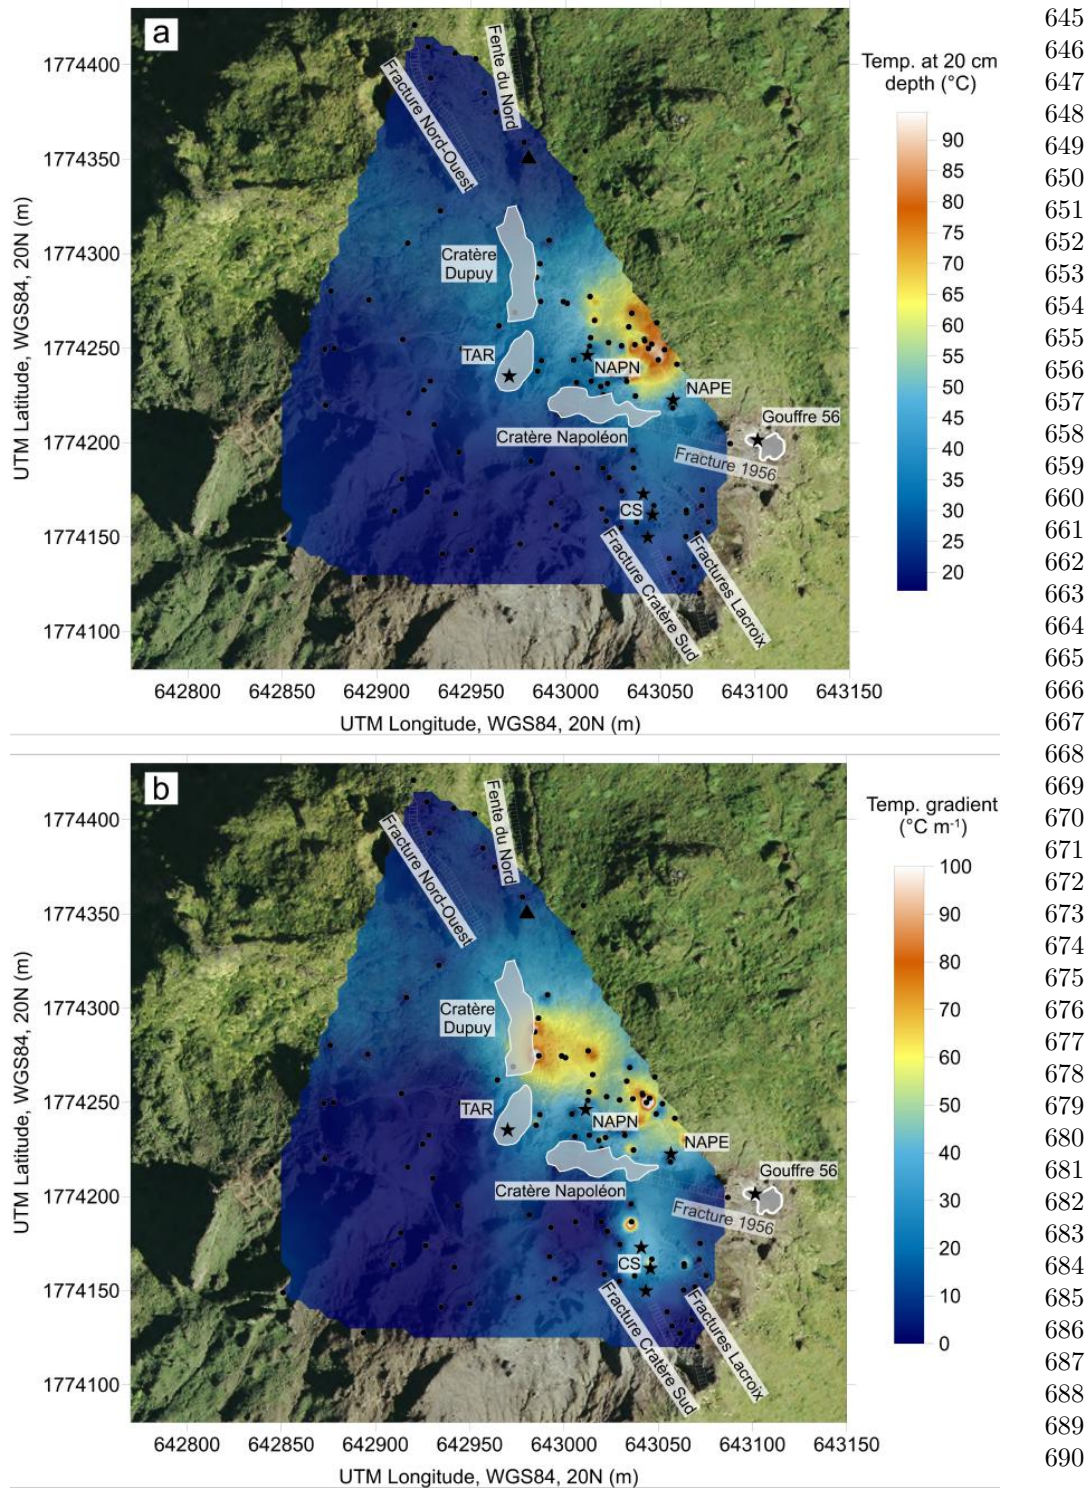 a
Temp. at 20 cm
depth (°C)
90
85
80
75
70
65
60
55
50
45
40
35
30
25
20
1774400
1774350
1774300
1774250
1774200
1774150
1774100
UTM Latitude, WGS84, 20N (m)
Fracture Nord-Ouest
Fente du Nord
Cratère
Dupuy
TAR
NAPN
NAPE
Gouffre 56
Cratère Napoléon
Fracture 1956
CS
Fracture Cratère Sud
Fractures Lacroix
642800
642850
642900
642950
643000
643050
643100
643150
UTM Longitude, WGS84, 20N (m)
b
Temp. gradient
(°C m⁻¹)
100
90
80
70
60
50
40
30
20
10
0
1774400
1774350
1774300
1774250
1774200
1774150
1774100
UTM Latitude, WGS84, 20N (m)
Fracture Nord-Ouest
Fente du Nord
Cratère
Dupuy
TAR
NAPN
NAPE
Gouffre 56
Cratère Napoléon
Fracture 1956
CS
Fracture Cratère Sud
Fractures Lacroix
642800
642850
642900
642950
643000
643050
643100
643150
UTM Longitude, WGS84, 20N (m)
645
646
647
648
649
650
651
652
653
654
655
656
657
658
659
660
661
662
663
664
665
666
667
668
669
670
671
672
673
674
675
676
677
678
679
680
681
682
683
684
685
686
687
688
689
690